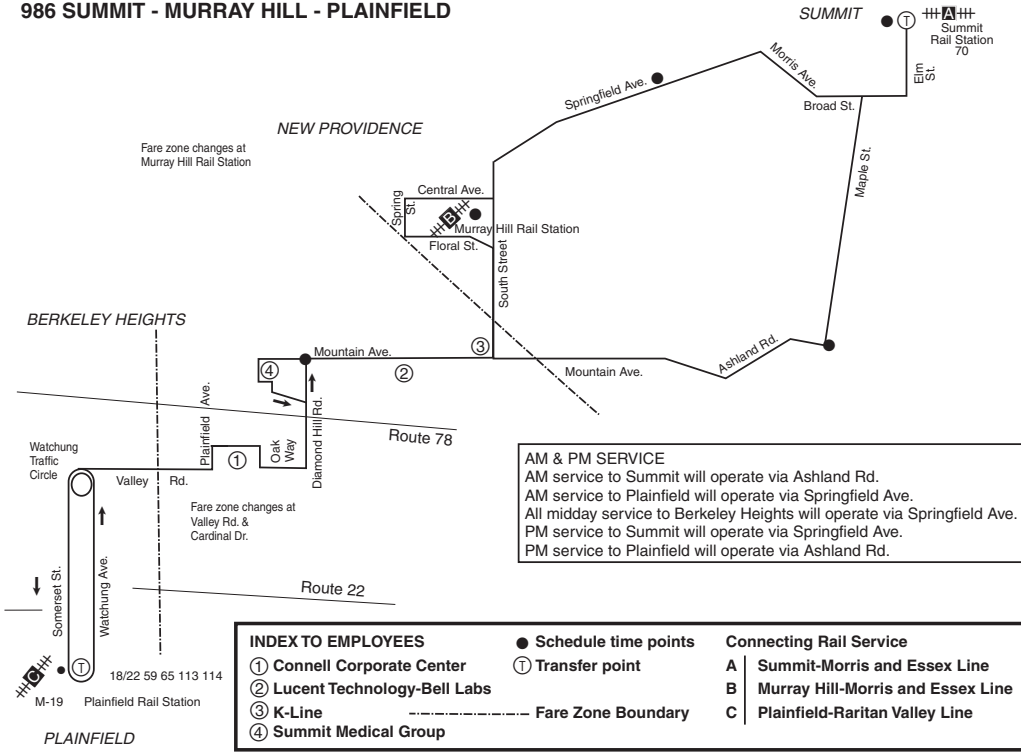 986 SUMMIT - MURRAY HILL - PLAINFIELD
SUMMIT
T
A
Summit
Rail Station
70
Elm
St.
Morris Ave.
Broad St.
Springfield Ave.
Maple St.
NEW PROVIDENCE
Fare zone changes at
Murray Hill Rail Station
Central Ave.
Spring
St.
B
Murray Hill Rail Station
Floral St.
South Street
BERKELEY HEIGHTS
3
Mountain Ave.
2
4
Mountain Ave.
Ashland Rd.
Plainfield Ave.
Route 78
Oak
Way
Diamond Hill Rd.
1
Watchung
Traffic
Circle
Valley Rd.
Fare zone changes at
Valley Rd. &
Cardinal Dr.
AM & PM SERVICE
AM service to Summit will operate via Ashland Rd.
AM service to Plainfield will operate via Springfield Ave.
All midday service to Berkeley Heights will operate via Springfield Ave.
PM service to Summit will operate via Springfield Ave.
PM service to Plainfield will operate via Ashland Rd.
Somerset St.
Watchung Ave.
Route 22
C
T
18/22 59 65 113 114
M-19 Plainfield Rail Station
PLAINFIELD
INDEX TO EMPLOYEES
1 Connell Corporate Center
2 Lucent Technology-Bell Labs
3 K-Line
4 Summit Medical Group
Schedule time points
T Transfer point
Fare Zone Boundary
Connecting Rail Service
A Summit-Morris and Essex Line
B Murray Hill-Morris and Essex Line
C Plainfield-Raritan Valley Line